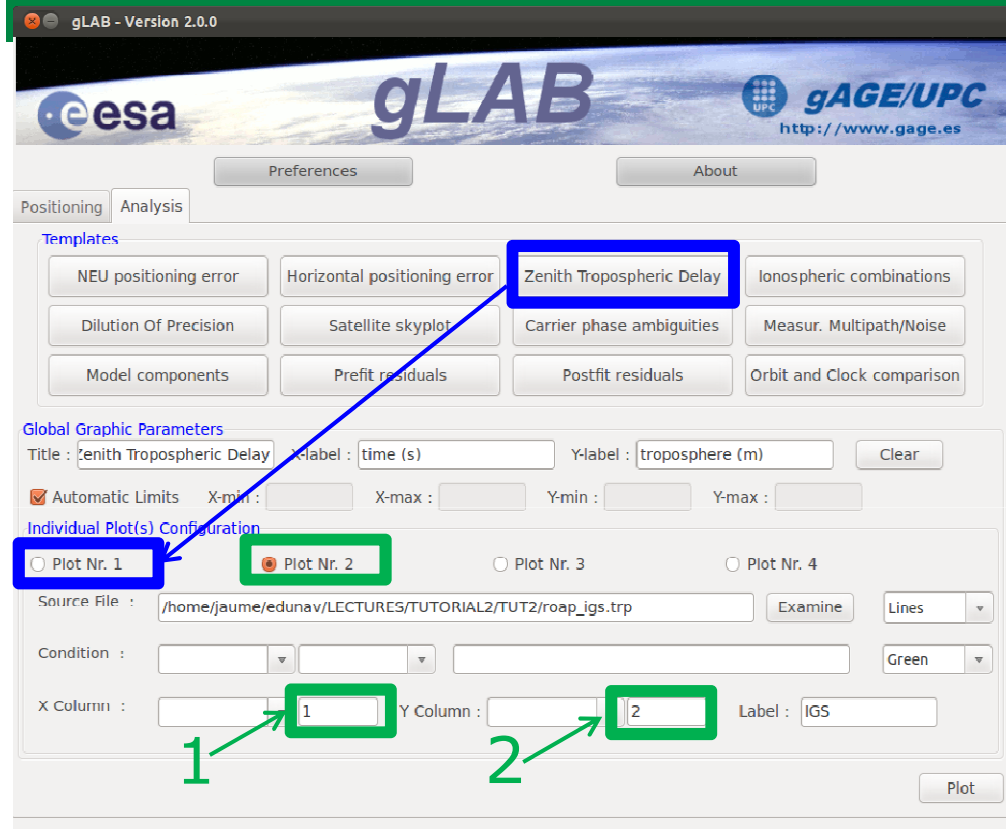 gLAB - Version 2.0.0
esa
gLAB
UPC
gAGE/UPC
http://www.gage.es
Preferences About
Positioning Analysis
Templates
NEU positioning error Horizontal positioning error Zenith Tropospheric Delay Ionospheric combinations
Dilution Of Precision Satellite skyplot Carrier phase ambiguities Measur. Multipath/Noise
Model components Prefit residuals Postfit residuals Orbit and Clock comparison
Global Graphic Parameters
Title : Zenith Tropospheric Delay X-label : time (s) Y-label : troposphere (m) Clear
Automatic Limits X-min : X-max : Y-min : Y-max :
Individual Plot(s) Configuration
Plot Nr. 1 Plot Nr. 2 Plot Nr. 3 Plot Nr. 4
Source File : /home/jaume/edunav/LECTURES/TUTORIAL2/TUT2/roap_igs.trp Examine Lines
Condition : Green
X Column : 1 Y Column : 2 Label : IGS
1 2
Plot